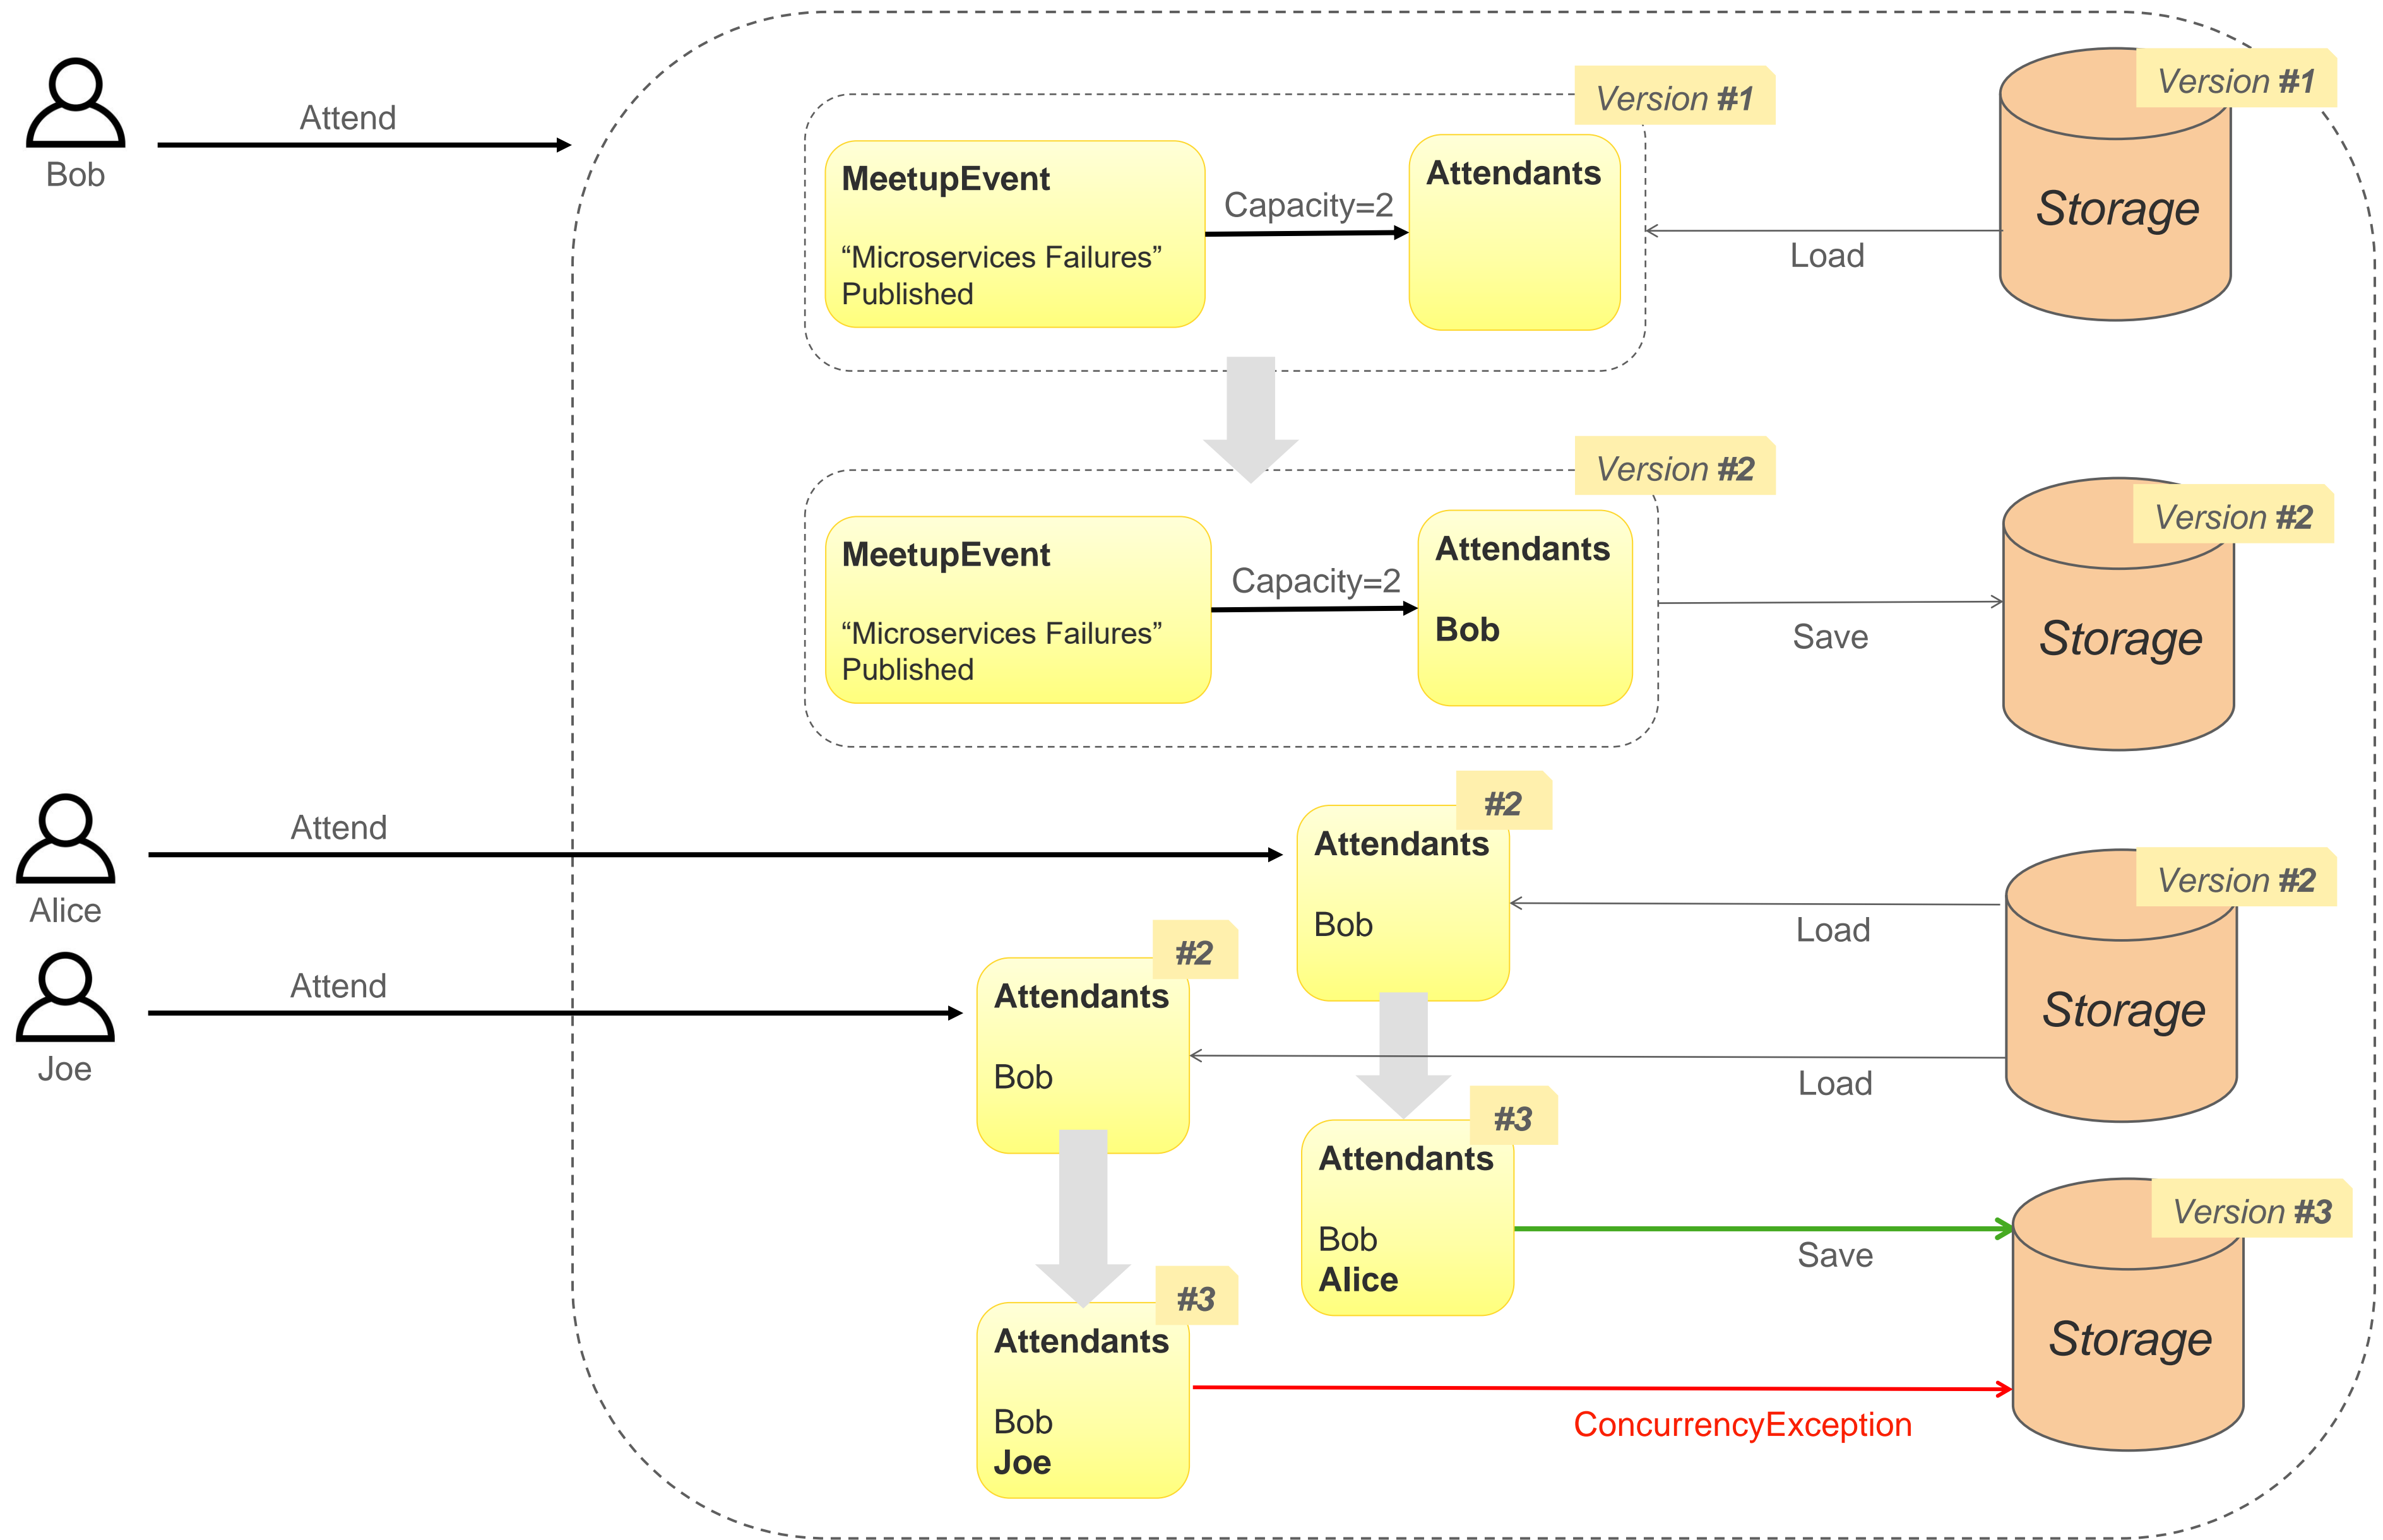 Bob
Attend
Version #1
MeetupEvent
“Microservices Failures”
Published
Capacity=2
Attendants
Load
Version #1
Storage
Version #2
MeetupEvent
“Microservices Failures”
Published
Capacity=2
Attendants
Bob
Save
Version #2
Storage
Alice
Attend
#2
Attendants
Bob
Load
Version #2
Storage
Joe
Attend
#2
Attendants
Bob
Load
#3
Attendants
Bob
Alice
Save
Version #3
Storage
#3
Attendants
Bob
Joe
ConcurrencyException